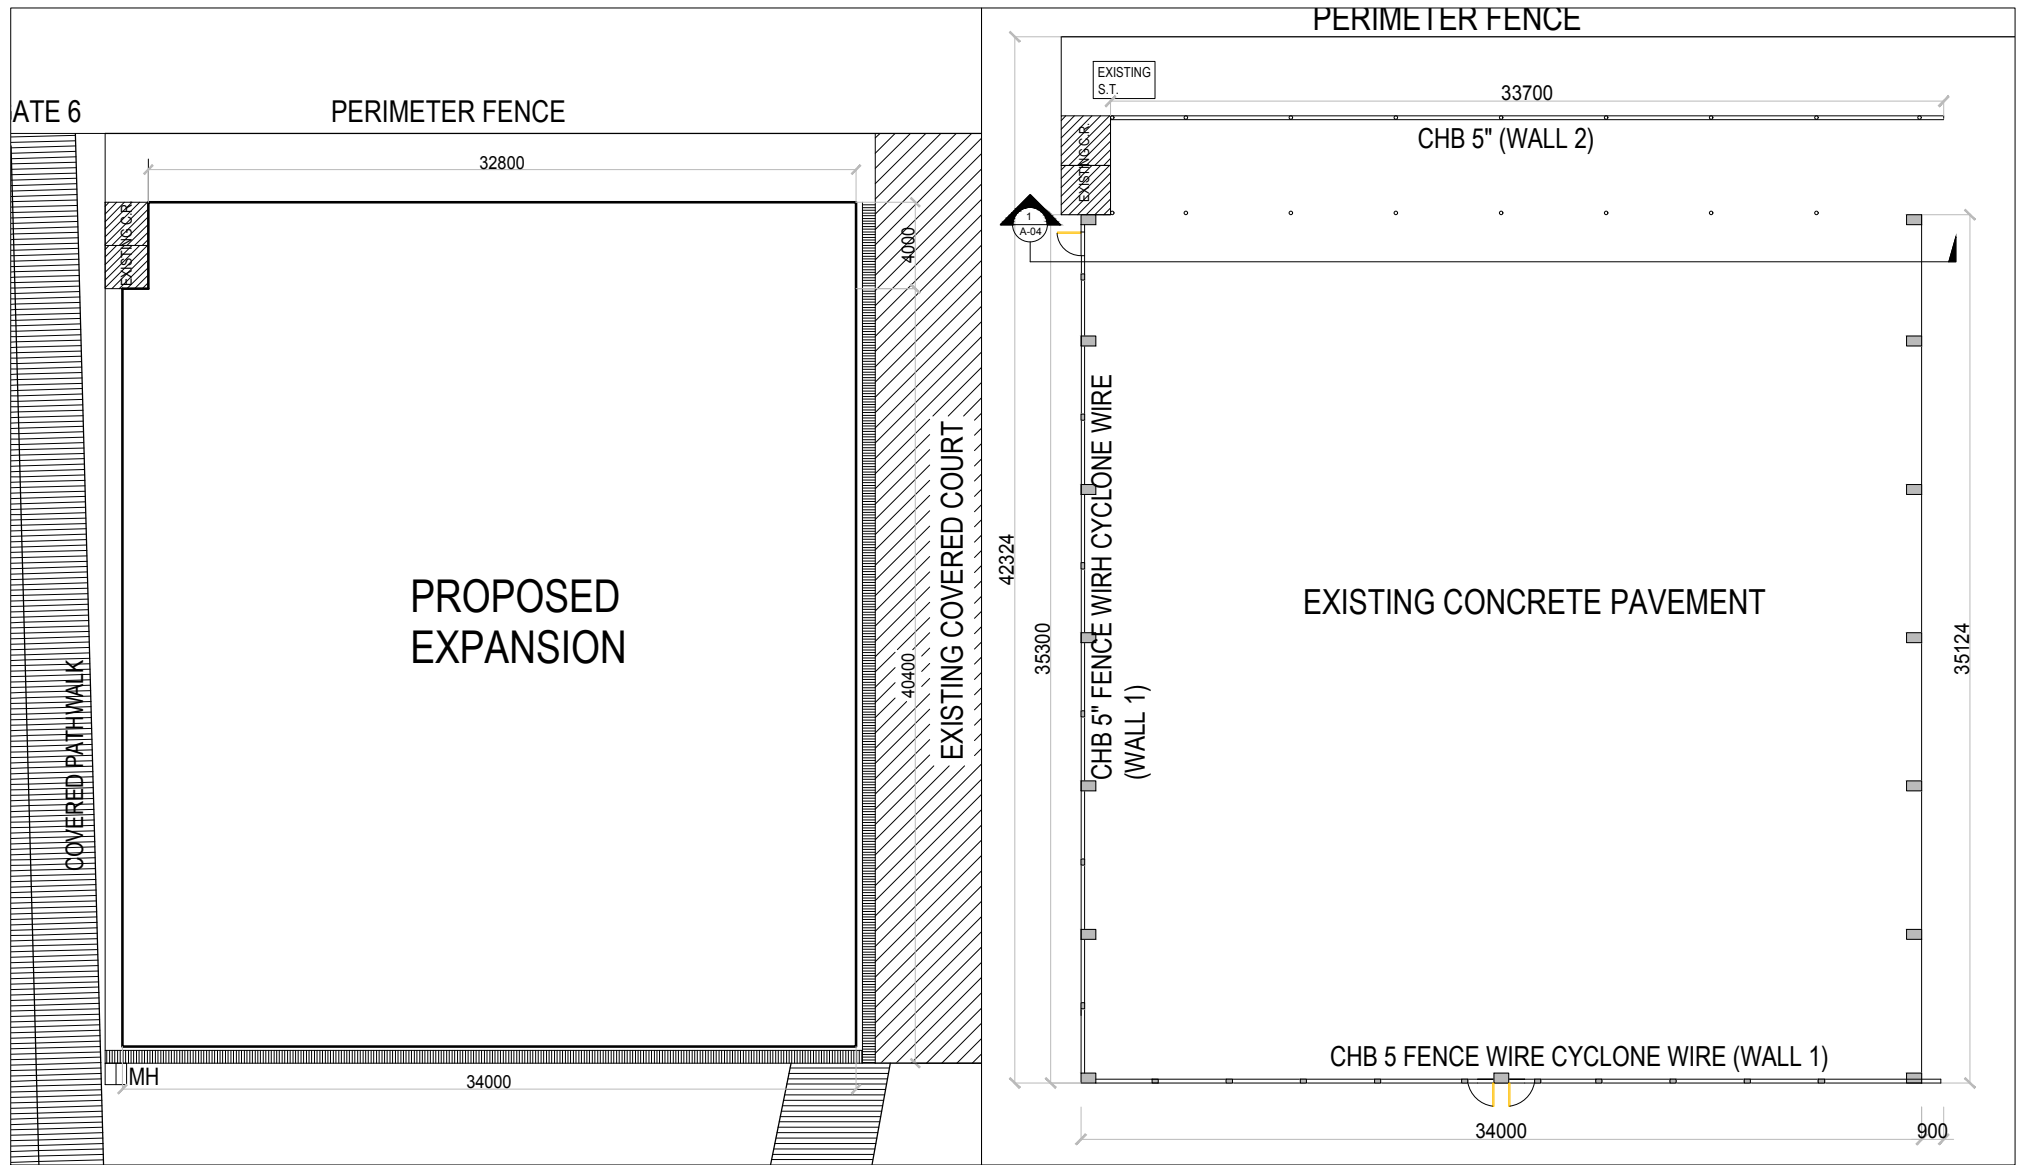 ATE 6
PERIMETER FENCE
32800
EXISTING C.R.
4000
PROPOSED
EXPANSION
EXISTING COVERED COURT
40400
COVERED PATHWALK
MH
34000
PERIMETER FENCE
EXISTING
S.T.
33700
CHB 5" (WALL 2)
EXISTING C.R.
1
A-04
CHB 5" FENCE WIRH CYCLONE WIRE
(WALL 1)
42324
35300
EXISTING CONCRETE PAVEMENT
35124
CHB 5 FENCE WIRE CYCLONE WIRE (WALL 1)
34000
900